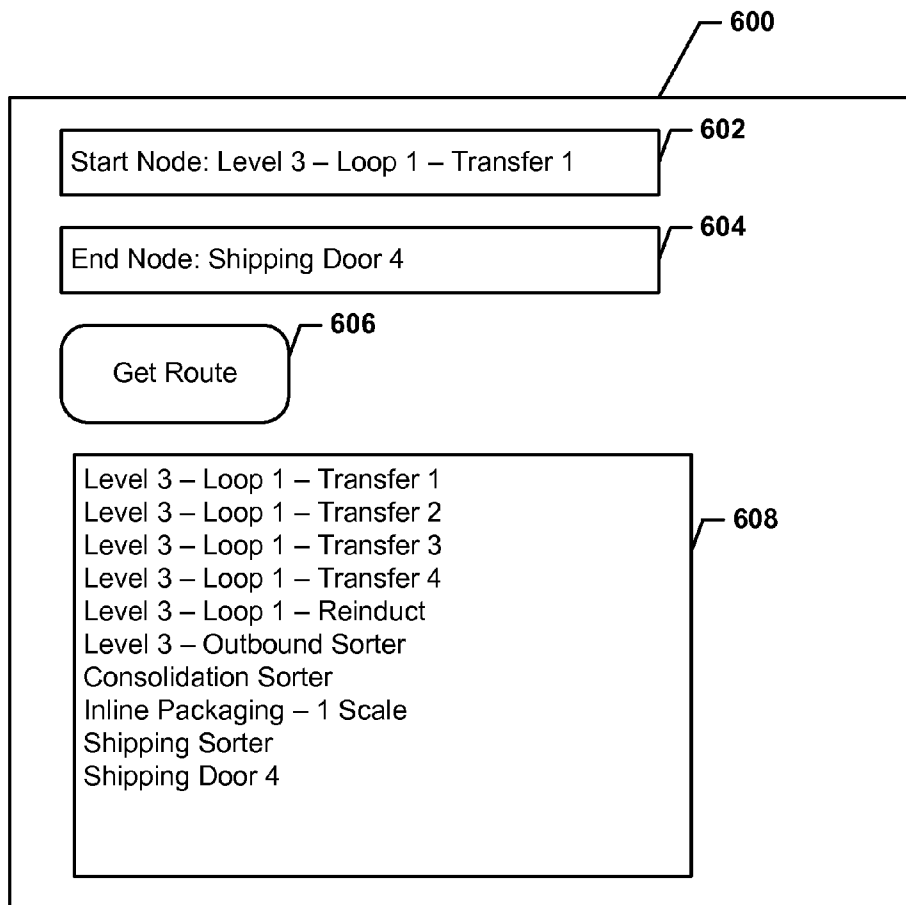 600
602
Start Node: Level 3 – Loop 1 – Transfer 1
604
End Node: Shipping Door 4
606
Get Route
608
Level 3 – Loop 1 – Transfer 1
Level 3 – Loop 1 – Transfer 2
Level 3 – Loop 1 – Transfer 3
Level 3 – Loop 1 – Transfer 4
Level 3 – Loop 1 – Reinduct
Level 3 – Outbound Sorter
Consolidation Sorter
Inline Packaging – 1 Scale
Shipping Sorter
Shipping Door 4